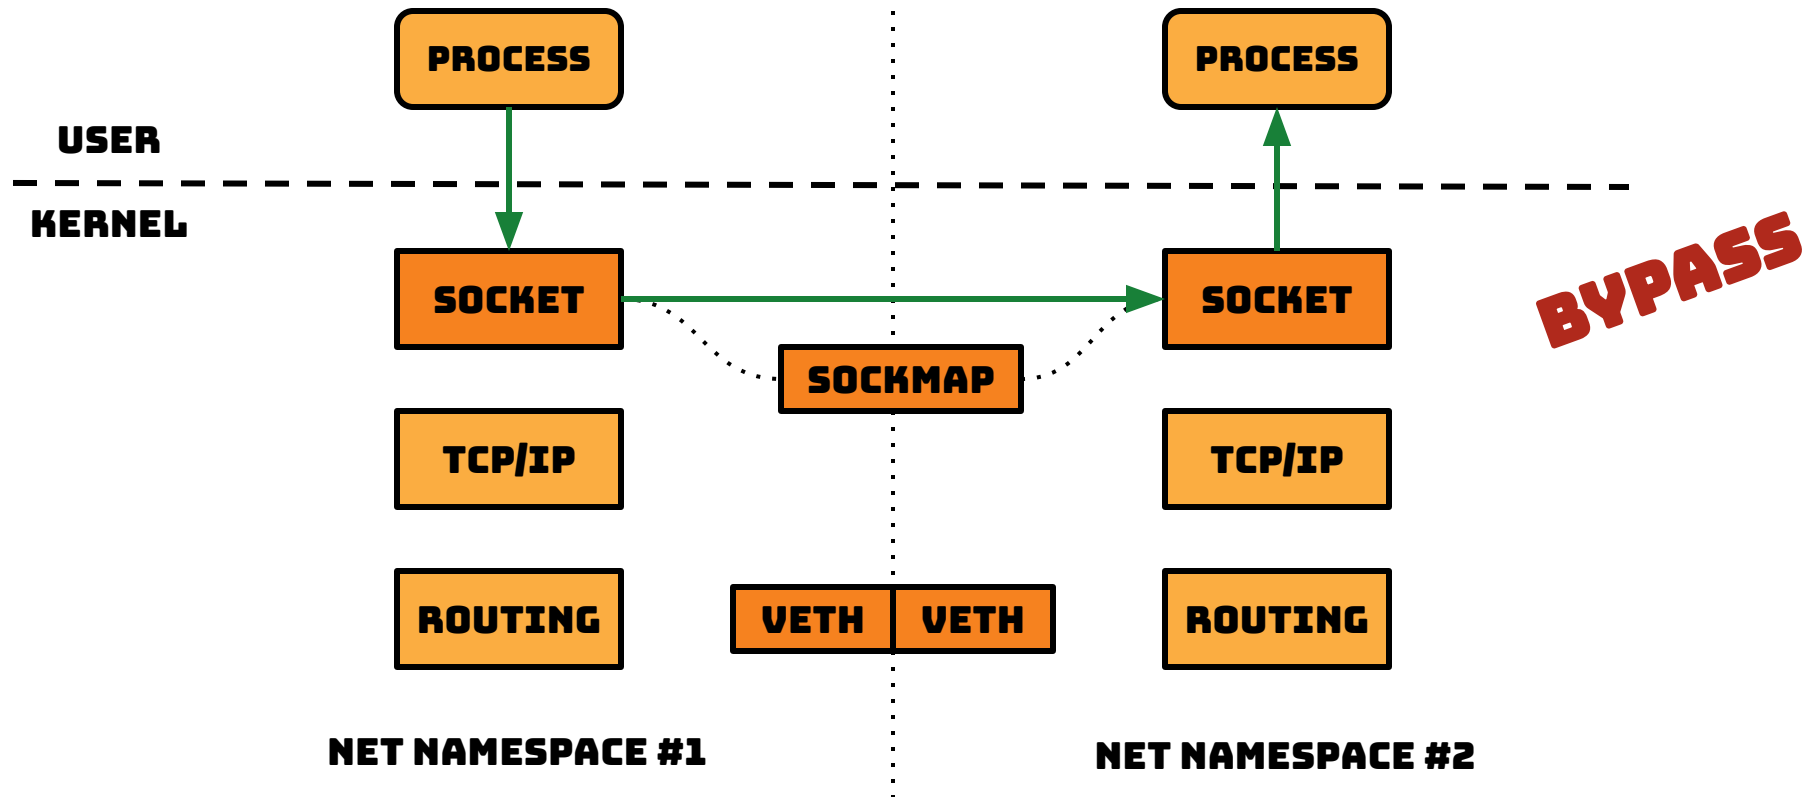 PROCESS
PROCESS
USER
KERNEL
SOCKET
SOCKET
BYPASS
SOCKMAP
TCP/IP
TCP/IP
ROUTING
VETH
VETH
ROUTING
NET NAMESPACE #1
NET NAMESPACE #2